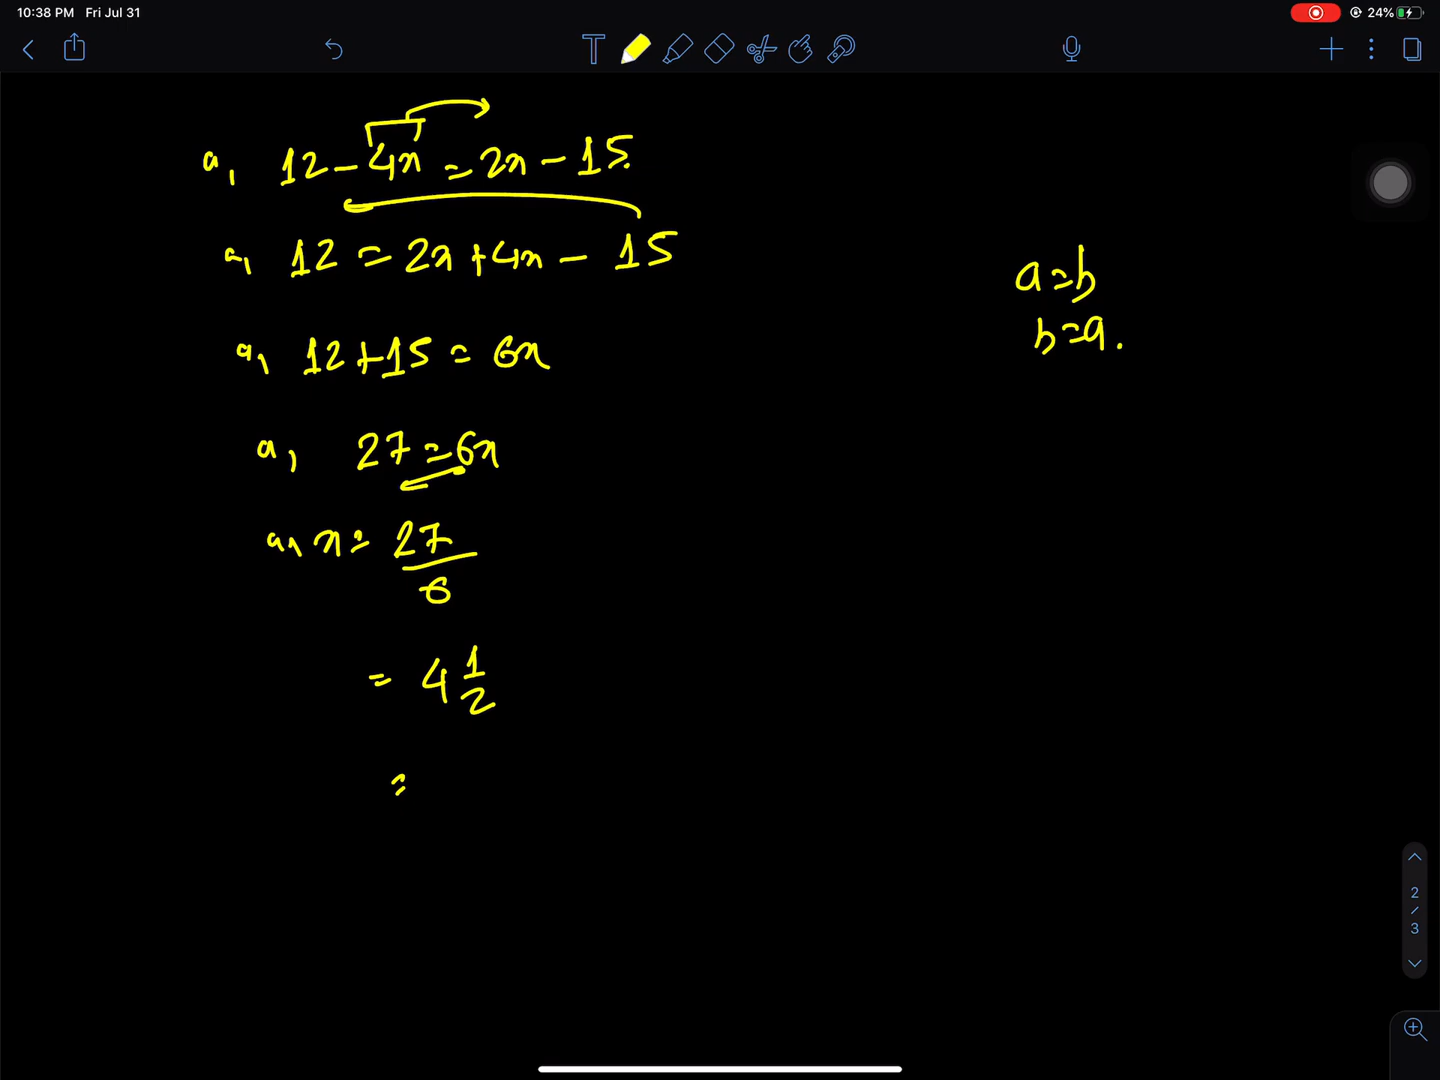 10:38 PM Fri Jul 31
24%
T
a, 12-4x=2x-15
a, 12=2x+4x-15
a=b
b=a.
a, 12+15=6x
a, 27=6x
a, x=27/6
=4 1/2
=
2
/
3